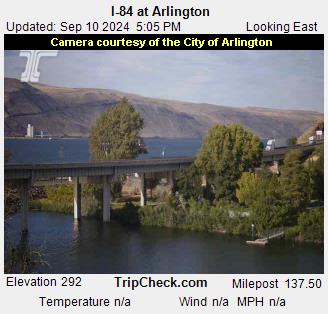 I-84 at Arlington
Updated: Sep 10 2024 5:05 PM Looking East
Camera courtesy of the City of Arlington
Elevation 292 TripCheck.com Milepost 137.50
Temperature n/a Wind n/a MPH n/a